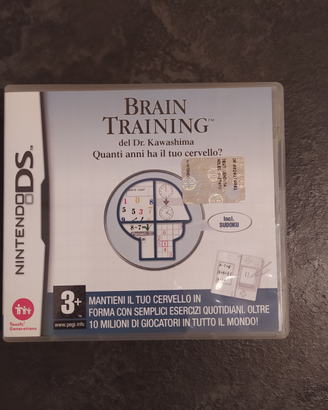 BRAIN
TRAINING™
del Dr. Kawashima
Quanti anni ha il tuo cervello?
NINTENDO DS™
Incl.
SUDOKU
Touch!
Generations
3+
www.pegi.info
MANTIENI IL TUO CERVELLO IN
FORMA CON SEMPLICI ESERCIZI QUOTIDIANI. OLTRE
10 MILIONI DI GIOCATORI IN TUTTO IL MONDO!